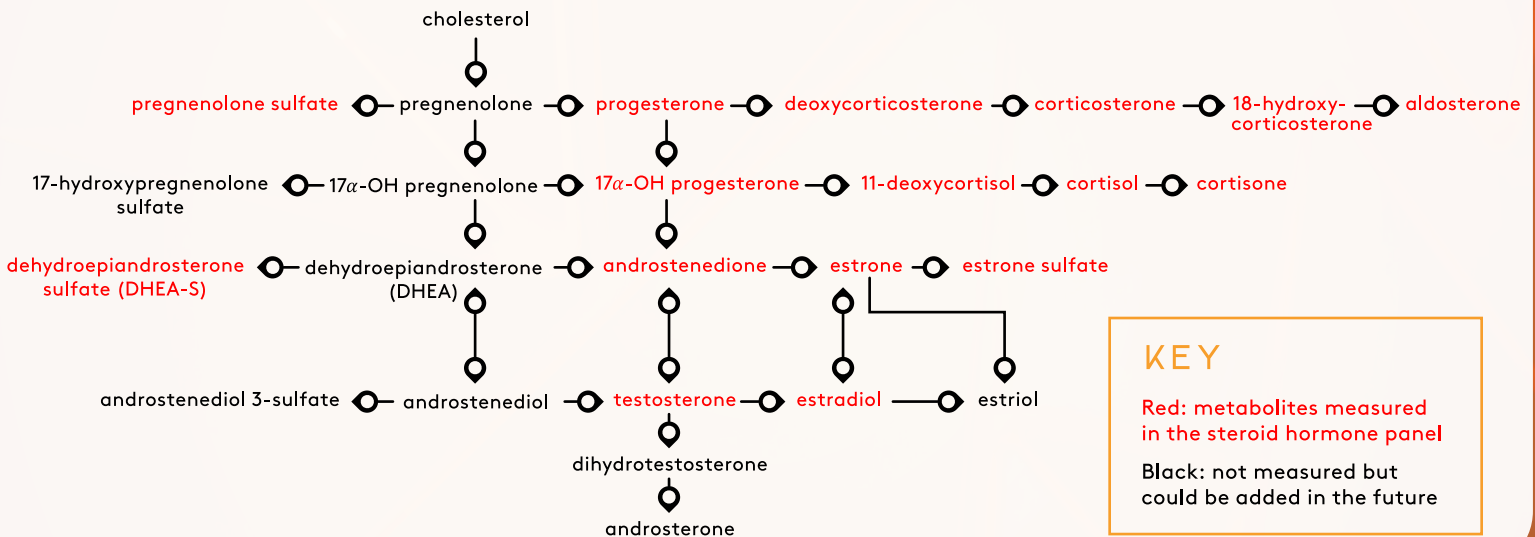 cholesterol
pregnenolone sulfate pregnenolone progesterone deoxycorticosterone corticosterone 18-hydroxy- aldosterone
corticosterone
17-hydroxypregnenolone 17α-OH pregnenolone 17α-OH progesterone 11-deoxycortisol cortisol cortisone
sulfate
dehydroepiandrosterone dehydroepiandrosterone androstenedione estrone estrone sulfate
sulfate (DHEA-S) (DHEA)
androstenediol 3-sulfate androstenediol testosterone estradiol estriol
dihydrotestosterone
androsterone
KEY
Red: metabolites measured
in the steroid hormone panel
Black: not measured but
could be added in the future